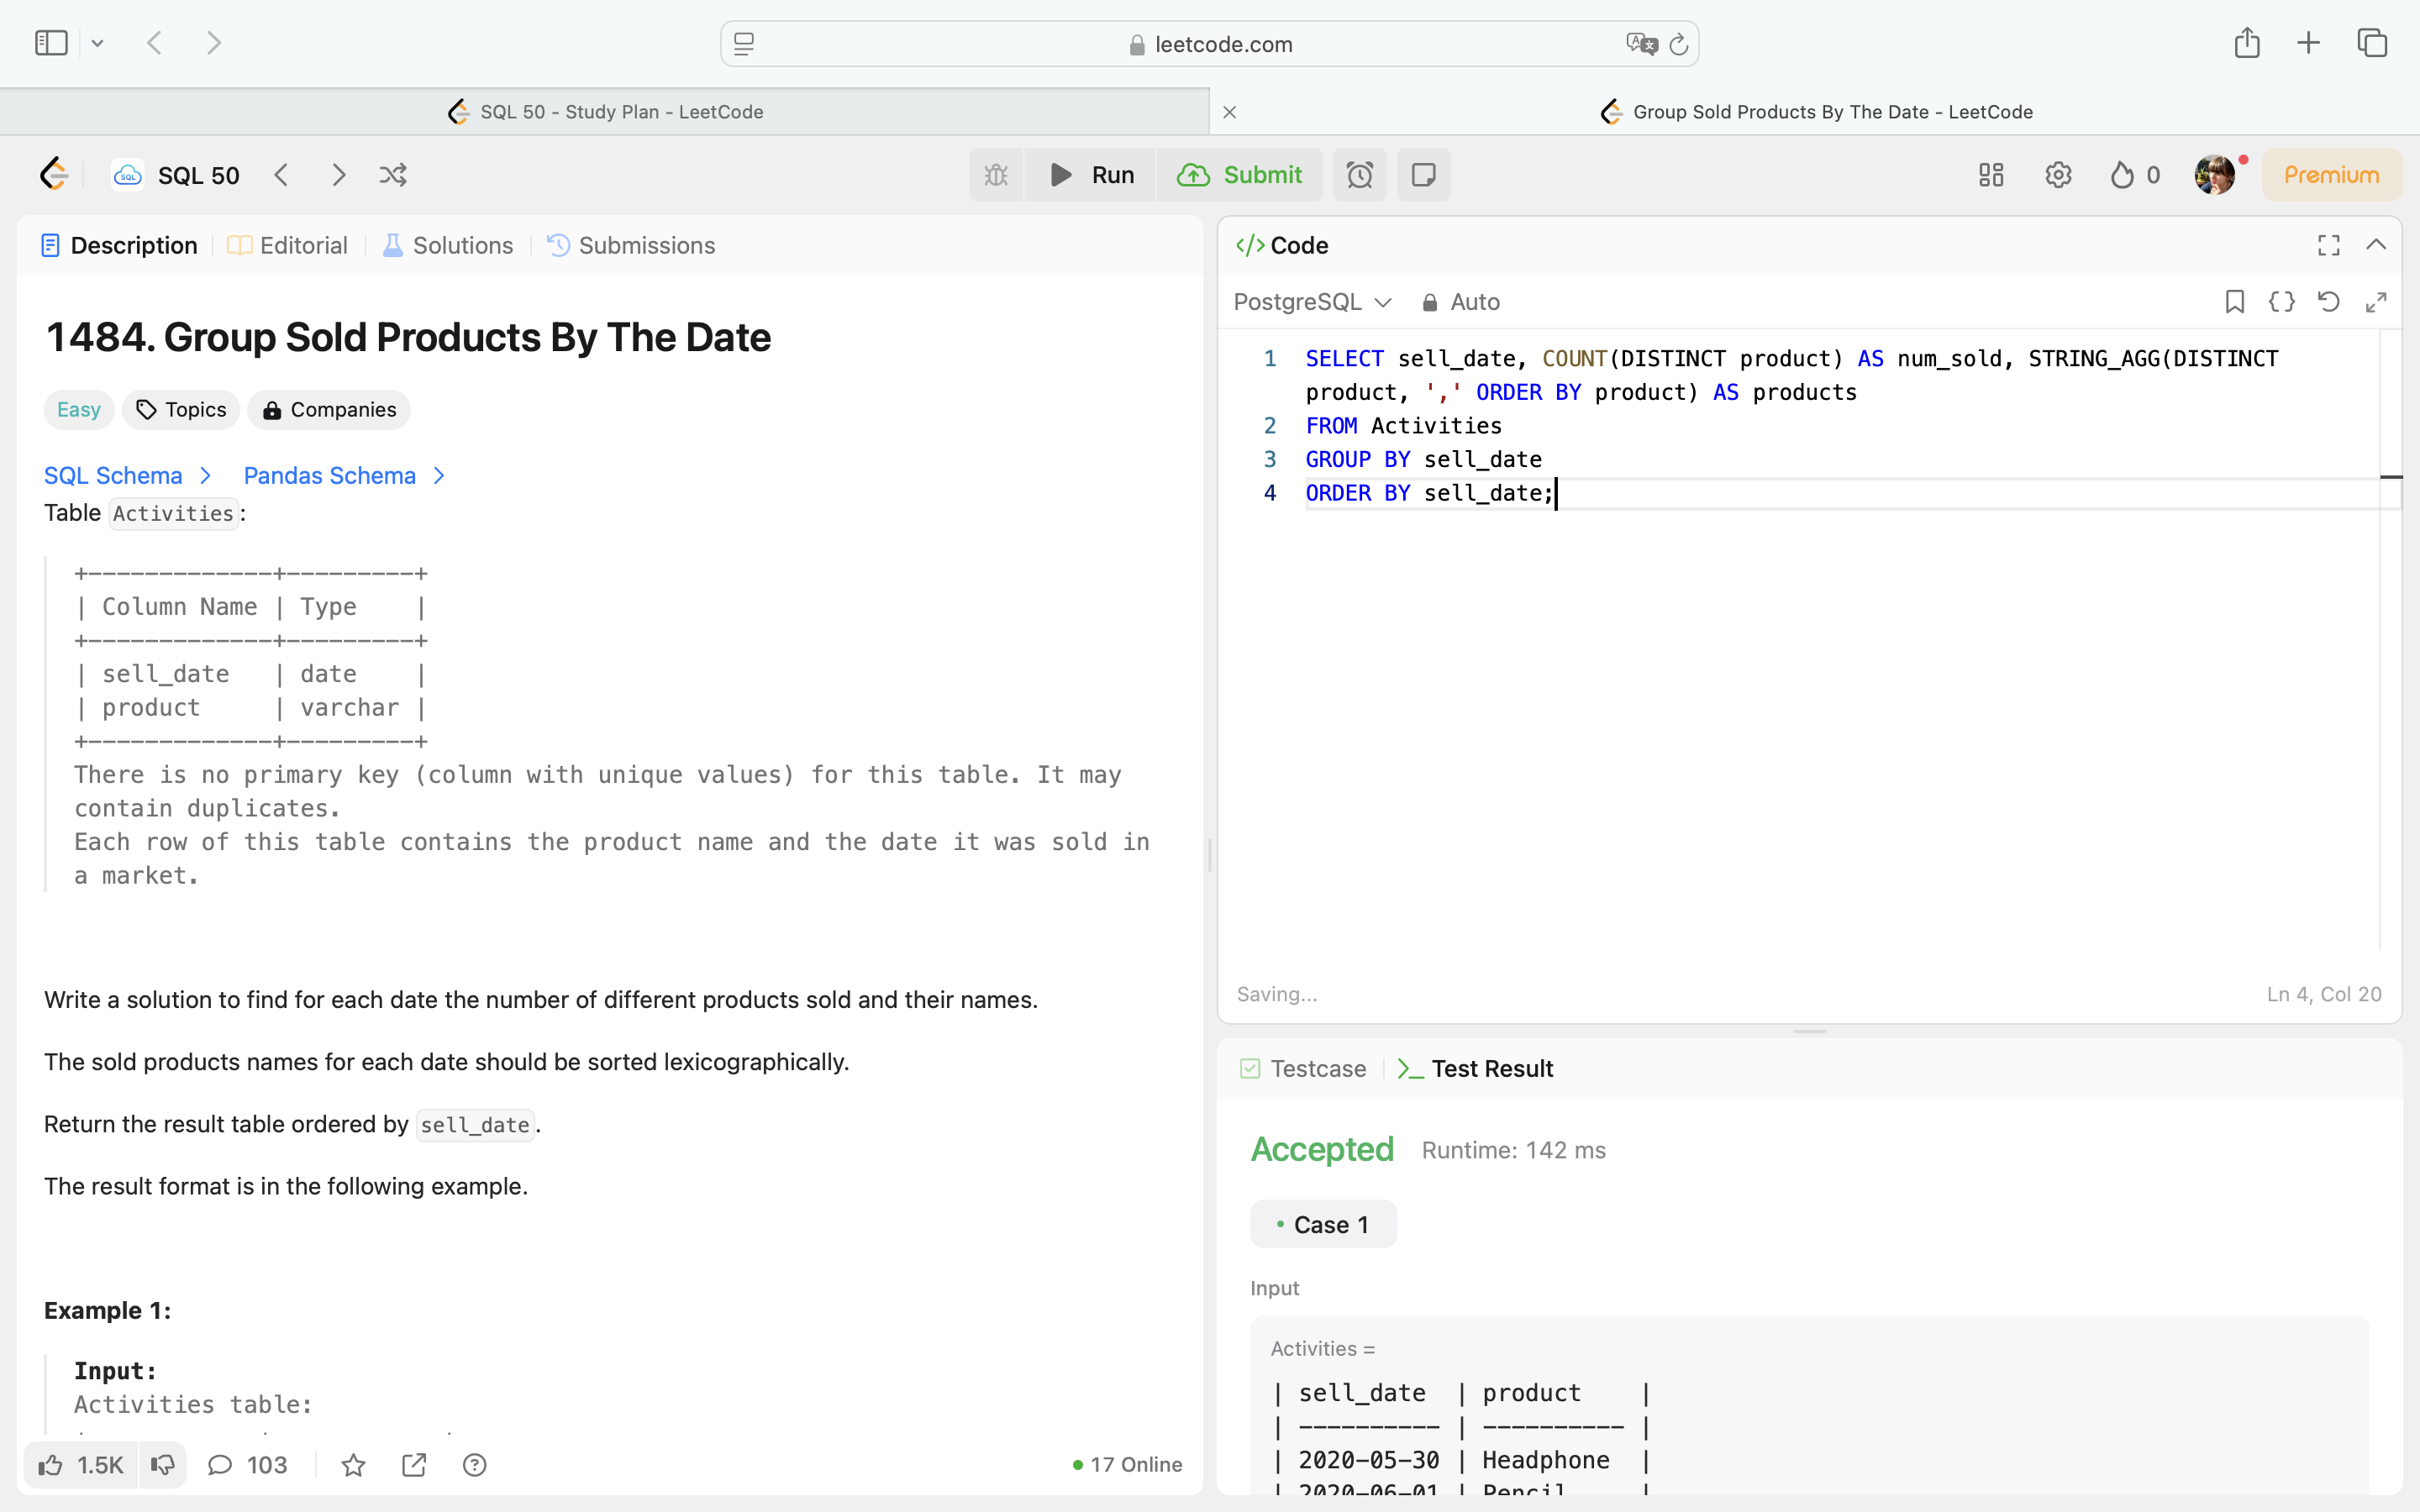 leetcode.com
SQL 50 - Study Plan - LeetCode
Group Sold Products By The Date - LeetCode
SQL
SQL 50
Run
Submit
0
Premium
Description
Editorial
Solutions
Submissions
1484. Group Sold Products By The Date
Easy
Topics
Companies
SQL Schema
Pandas Schema
Table Activities:
+-------------+---------+
| Column Name | Type    |
+-------------+---------+
| sell_date   | date    |
| product     | varchar |
+-------------+---------+
There is no primary key (column with unique values) for this table. It may
contain duplicates.
Each row of this table contains the product name and the date it was sold in
a market.
Write a solution to find for each date the number of different products sold and their names.
The sold products names for each date should be sorted lexicographically.
Return the result table ordered by sell_date.
The result format is in the following example.
Example 1:
Input:
Activities table:
1.5K
103
17 Online
</> Code
PostgreSQL
Auto
1 SELECT sell_date, COUNT(DISTINCT product) AS num_sold, STRING_AGG(DISTINCT
product, ',' ORDER BY product) AS products
2 FROM Activities
3 GROUP BY sell_date
4 ORDER BY sell_date;
Saving...
Ln 4, Col 20
Testcase
Test Result
Accepted
Runtime: 142 ms
Case 1
Input
Activities =
| sell_date  | product    |
| ---------- | ---------- |
| 2020-05-30 | Headphone  |
| 2020-06-01 | Pencil     |